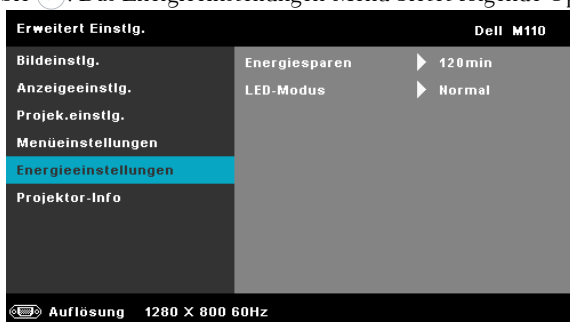 Erweitert Einstlg. Dell M110
Bildeinstlg. Energiesparen 120min
Anzeigeeinstlg. LED-Modus Normal
Projek.einstlg.
Menüeinstellungen
Energieeinstellungen
Projektor-Info
Auflösung 1280 X 800 60Hz